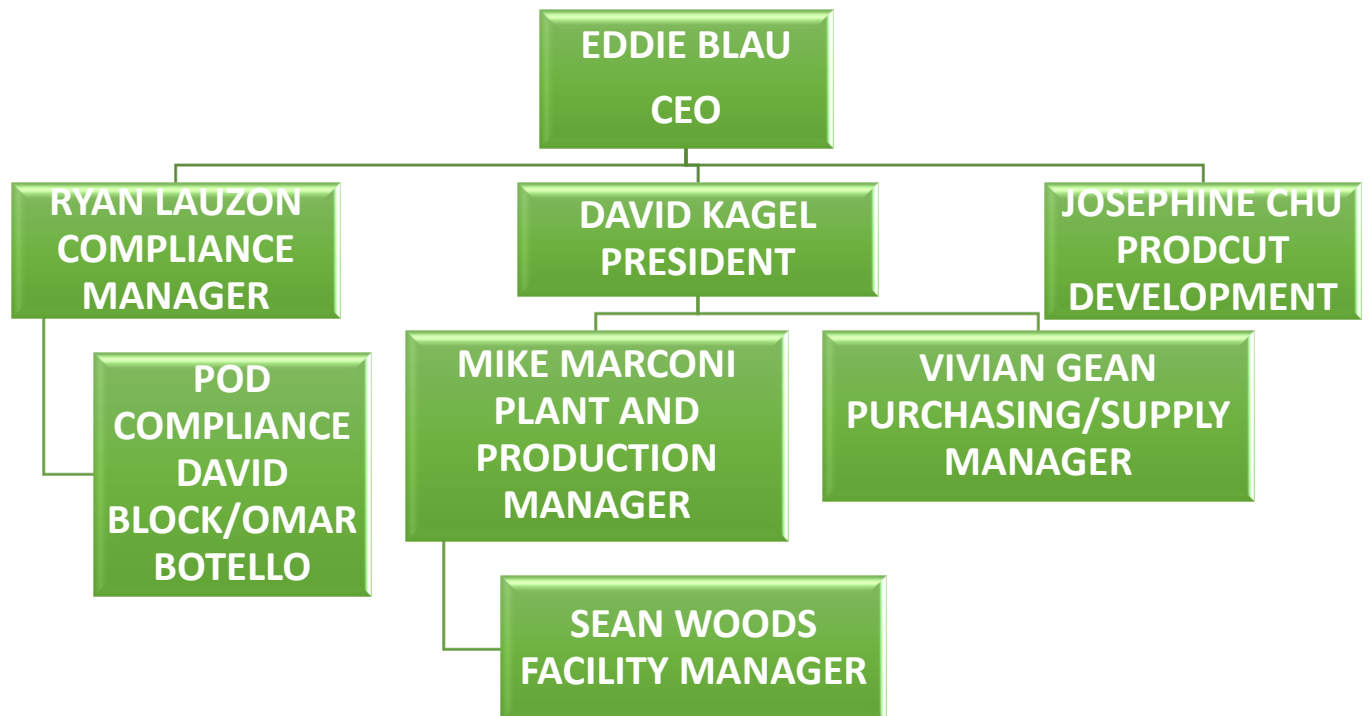 EDDIE BLAU
CEO
RYAN LAUZON
COMPLIANCE
MANAGER
DAVID KAGEL
PRESIDENT
JOSEPHINE CHU
PRODCUT
DEVELOPMENT
POD
COMPLIANCE
DAVID
BLOCK/OMAR
BOTELLO
MIKE MARCONI
PLANT AND
PRODUCTION
MANAGER
VIVIAN GEAN
PURCHASING/SUPPLY
MANAGER
SEAN WOODS
FACILITY MANAGER